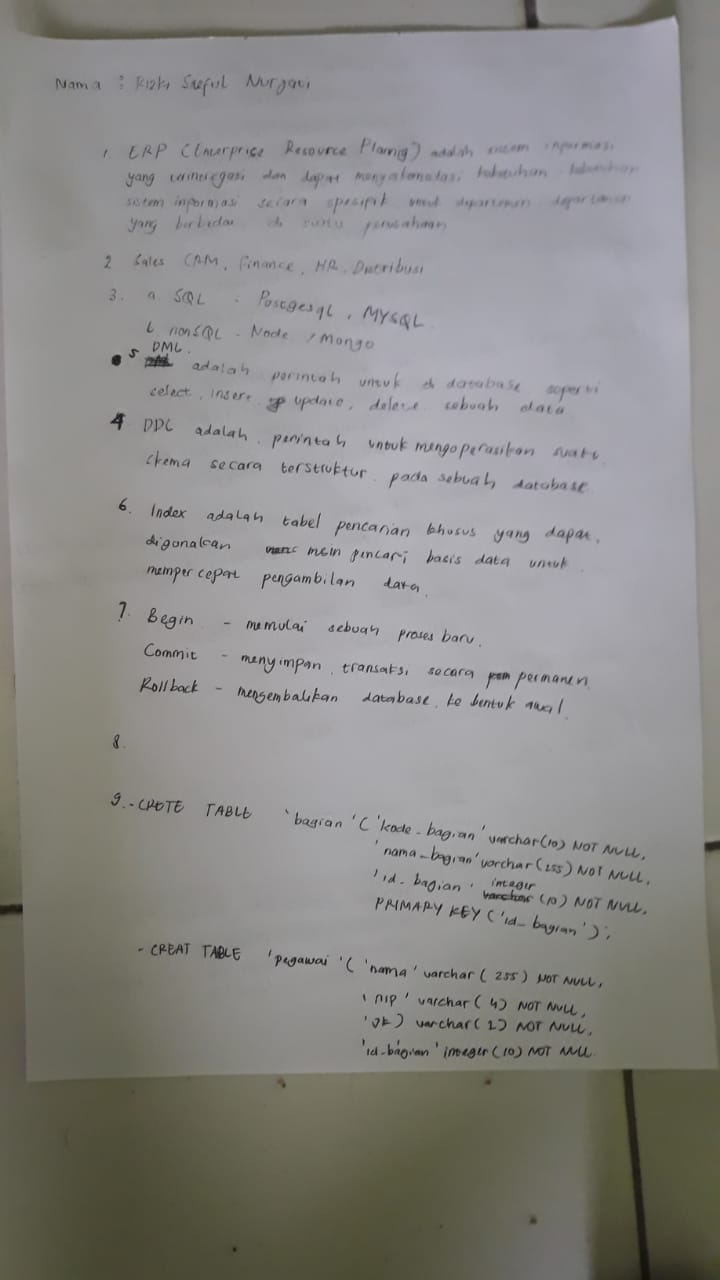 Nama : Rizki Saeful Nurgani
1. ERP (Enterprise Resource Planig) adalah sistem informasi
yang terintegasi dan dapat menyakomodasi kebutuhan-kebutuhan
sistem informasi secara spesifik untuk departemen departemen
yang berbeda di suatu perusahaan
2 Sales CRM, Finance, HR, Distribusi
3. a SQL - Postgesql, MYSQL
b nonSQL - Node / Mongo
5 DML
adalah perintah untuk di database seperti
select, insert, update, delete sebuah data
4 DDL adalah perintah untuk mengoperasikan suatu
skema secara terstruktur pada sebuah database
6. Index adalah tabel pencarian khusus yang dapat
digonakan mein pencari basis data untuk
mempercepat pengambilan data.
7. Begin - memulai sebuah proses baru.
Commit - menyimpan transaksi secara permanen.
Rollback - mengembalikan database ke bentuk awal.
8.
9. - CRETE TABLE 'bagian' ( 'kode_bagian' varchar(10) NOT NULL,
'nama_bagian' varchar (255) NOT NULL,
'id_bagian' integer (10) NOT NULL,
PRIMARY KEY ('id_bagian');
- CREAT TABLE 'pegawai' ( 'nama' varchar (255) NOT NULL,
'nip' varchar (4) NOT NULL,
'jk) varchar(2) NOT NULL,
'id_bagian' integer (10) NOT NULL.